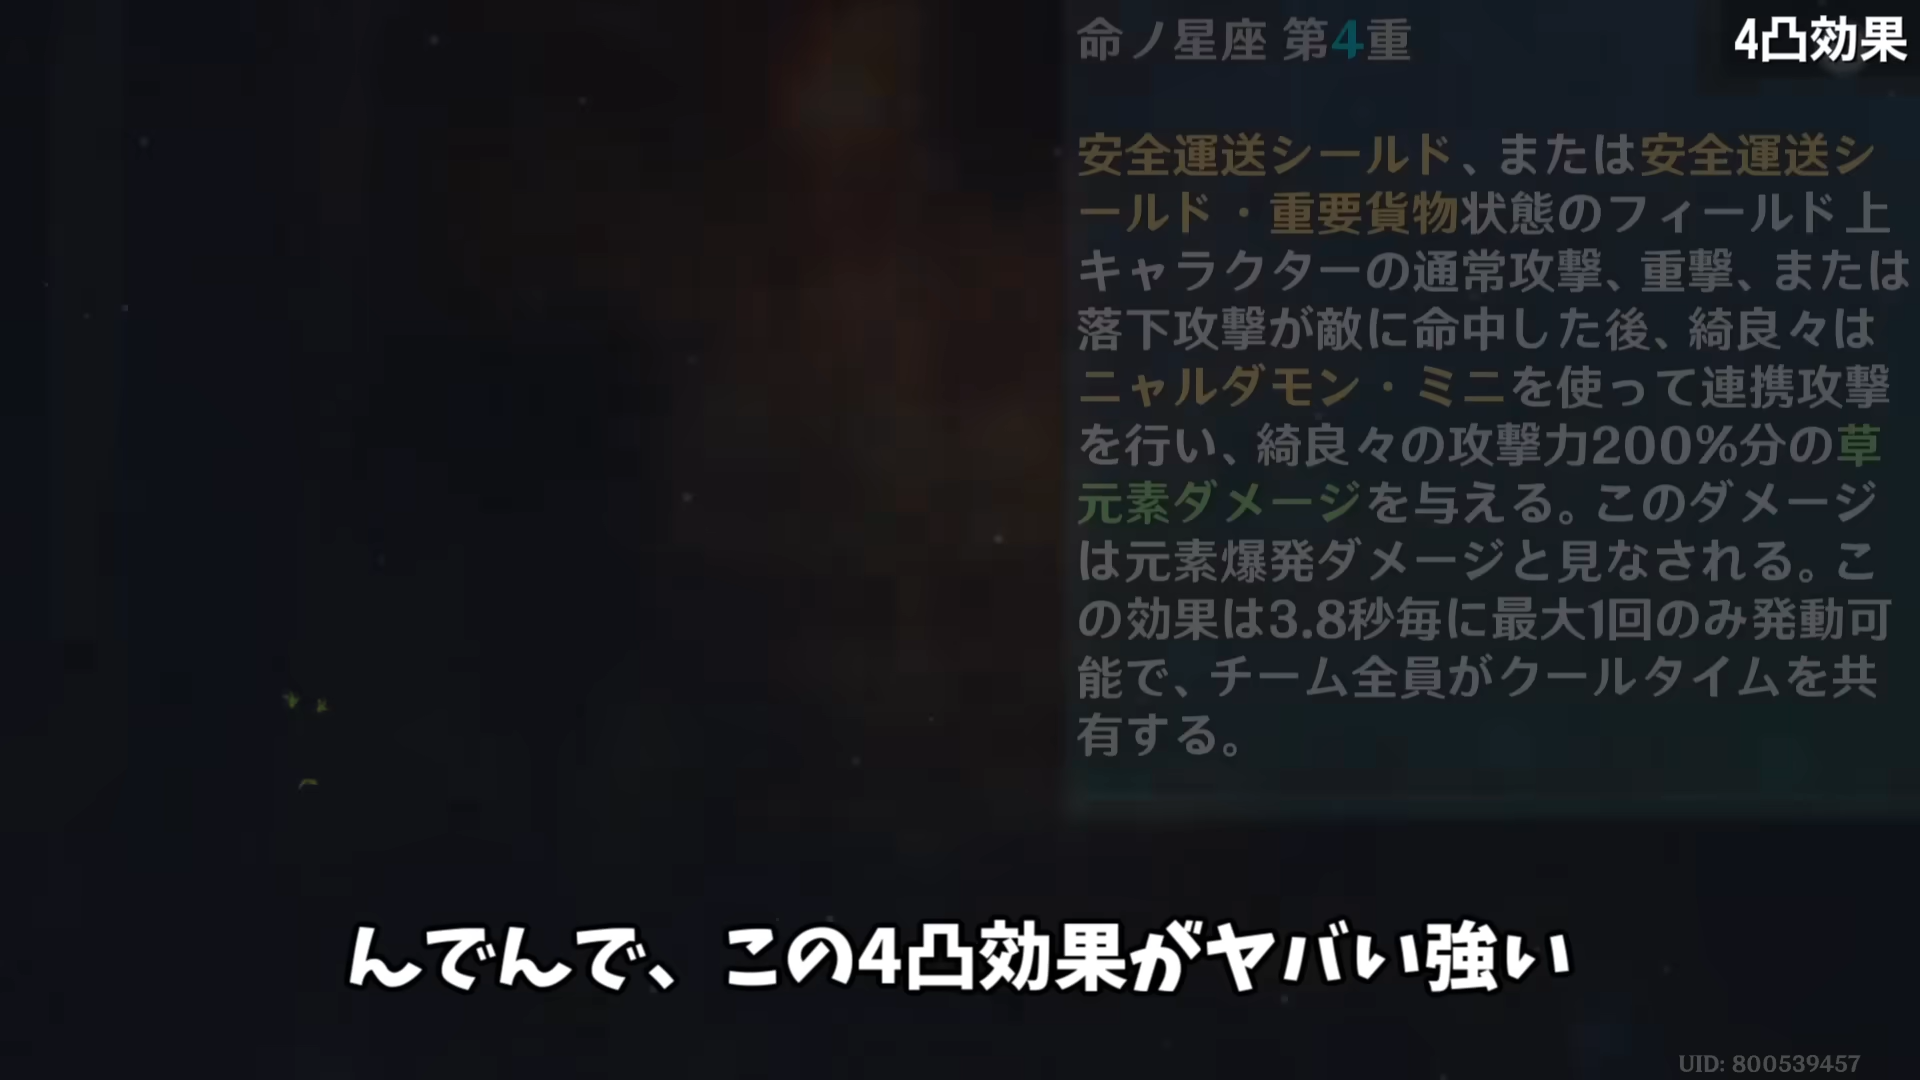 命ノ星座 第4重
4凸効果
安全運送シールド、または安全運送シ
ールド・重要貨物状態のフィールド上
キャラクターの通常攻撃、重撃、または
落下攻撃が敵に命中した後、綺良々は
ニャルダモン・ミニを使って連携攻撃
を行い、綺良々の攻撃力200%分の草
元素ダメージを与える。このダメージ
は元素爆発ダメージと見なされる。こ
の効果は3.8秒毎に最大1回のみ発動可
能で、チーム全員がクールタイムを共
有する。
んでんで、この4凸効果がヤバい強い
UID: 800539457